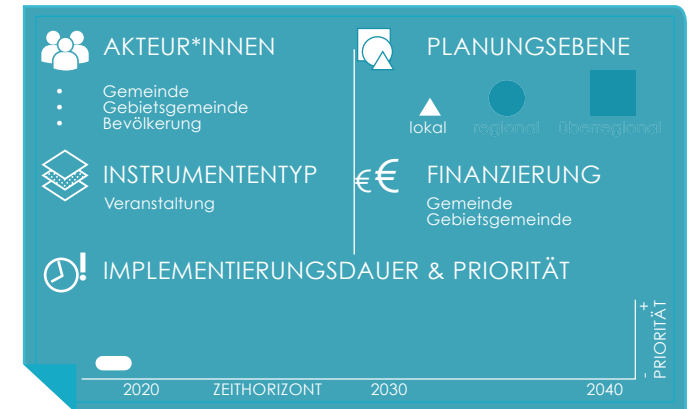 AKTEUR*INNEN
• Gemeinde
• Gebietsgemeinde
• Bevölkerung
PLANUNGSEBENE
lokal regional überregional
INSTRUMENTENTYP
Veranstaltung
€€ FINANZIERUNG
Gemeinde
Gebietsgemeinde
! IMPLEMENTIERUNGSDAUER & PRIORITÄT
- PRIORITÄT +
2020 ZEITHORIZONT 2030 2040